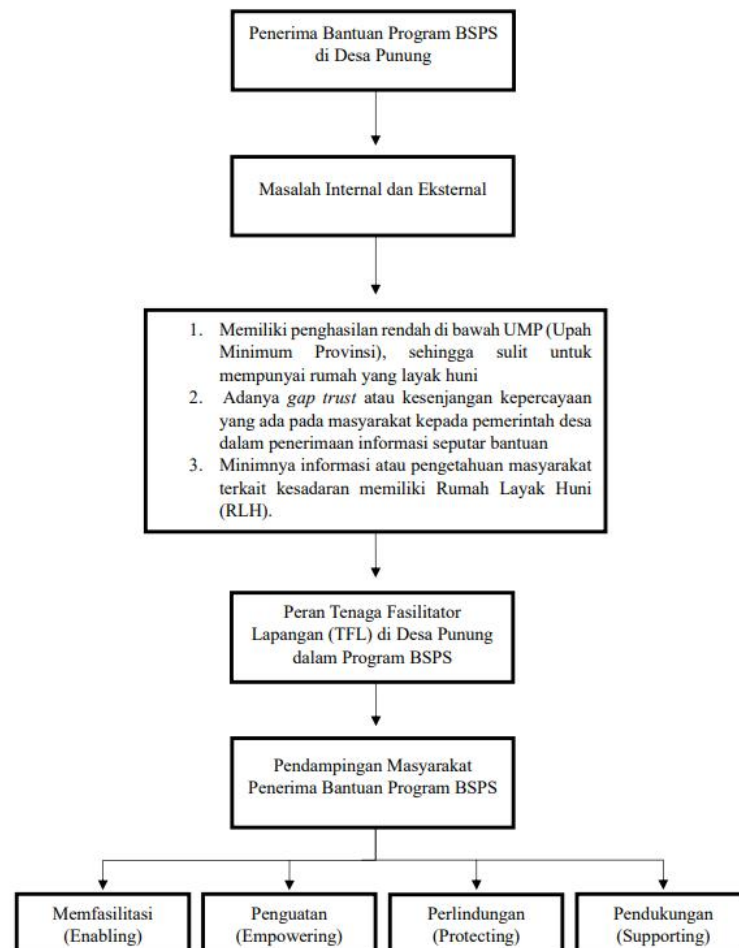 Penerima Bantuan Program BSPS
di Desa Punung
Masalah Internal dan Eksternal
1. Memiliki penghasilan rendah di bawah UMP (Upah
Minimum Provinsi), sehingga sulit untuk
mempunyai rumah yang layak huni
2. Adanya gap trust atau kesenjangan kepercayaan
yang ada pada masyarakat kepada pemerintah desa
dalam penerimaan informasi seputar bantuan
3. Minimnya informasi atau pengetahuan masyarakat
terkait kesadaran memiliki Rumah Layak Huni
(RLH).
Peran Tenaga Fasilitator
Lapangan (TFL) di Desa Punung
dalam Program BSPS
Pendampingan Masyarakat
Penerima Bantuan Program BSPS
Memfasilitasi
(Enabling)
Penguatan
(Empowering)
Perlindungan
(Protecting)
Pendukungan
(Supporting)